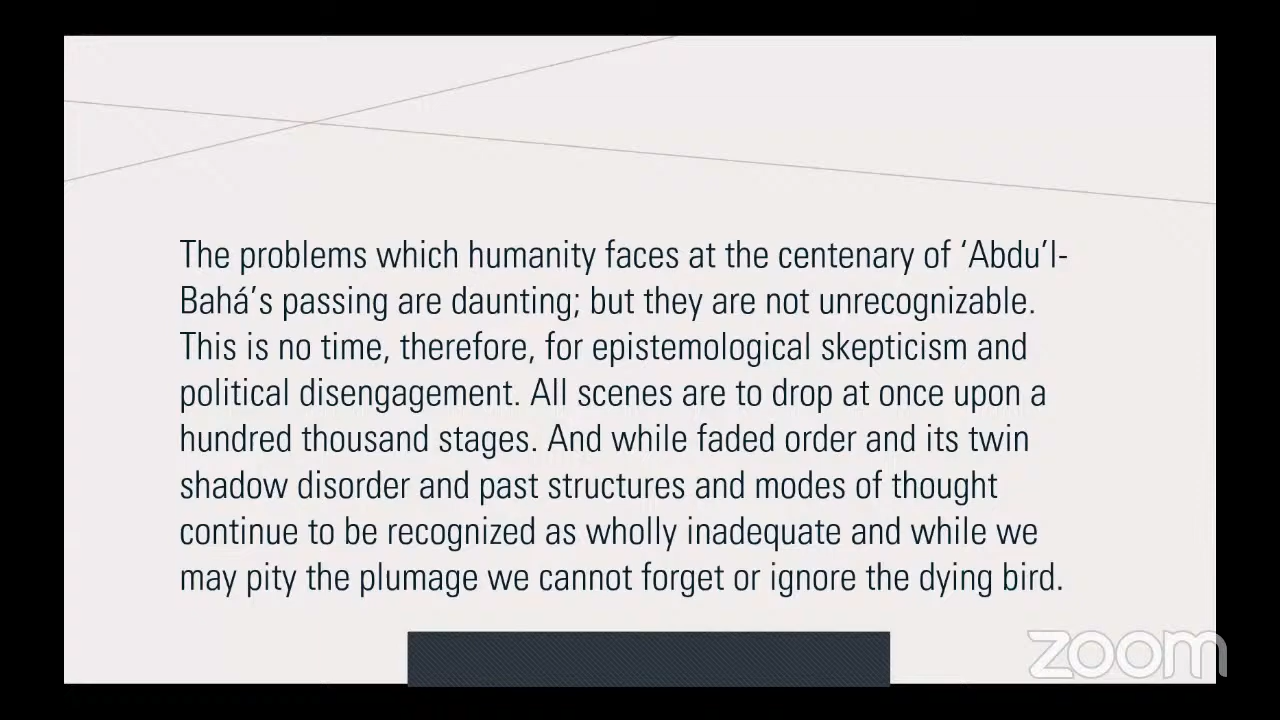 The problems which humanity faces at the centenary of ‘Abdu’l-
Bahá’s passing are daunting; but they are not unrecognizable.
This is no time, therefore, for epistemological skepticism and
political disengagement. All scenes are to drop at once upon a
hundred thousand stages. And while faded order and its twin
shadow disorder and past structures and modes of thought
continue to be recognized as wholly inadequate and while we
may pity the plumage we cannot forget or ignore the dying bird.
zoom